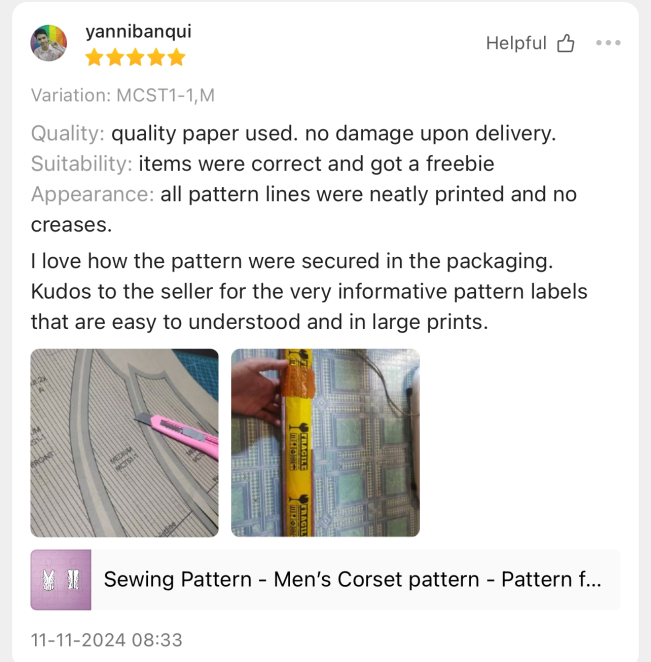 yannibanqui
Helpful
Variation: MCST1-1,M
Quality: quality paper used. no damage upon delivery.
Suitability: items were correct and got a freebie
Appearance: all pattern lines were neatly printed and no
creases.
I love how the pattern were secured in the packaging.
Kudos to the seller for the very informative pattern labels
that are easy to understood and in large prints.
MEDIUM
FRAGILE
FRAGILE
Sewing Pattern - Men’s Corset pattern - Pattern f...
11-11-2024 08:33